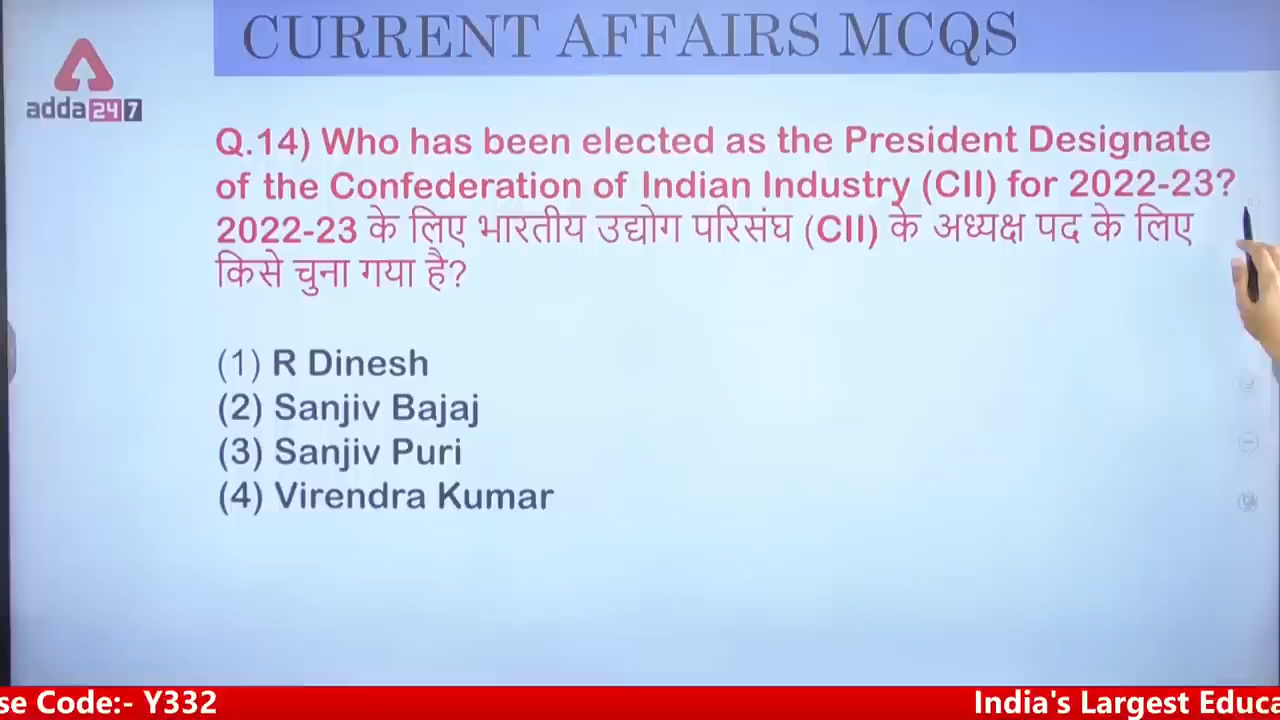 CURRENT AFFAIRS MCQS
adda247
Q.14) Who has been elected as the President Designate
of the Confederation of Indian Industry (CII) for 2022-23?
2022-23 के लिए भारतीय उद्योग परिसंघ (CII) के अध्यक्ष पद के लिए
किसे चुना गया है?
(1) R Dinesh
(2) Sanjiv Bajaj
(3) Sanjiv Puri
(4) Virendra Kumar
se Code:- Y332
India's Largest Educa